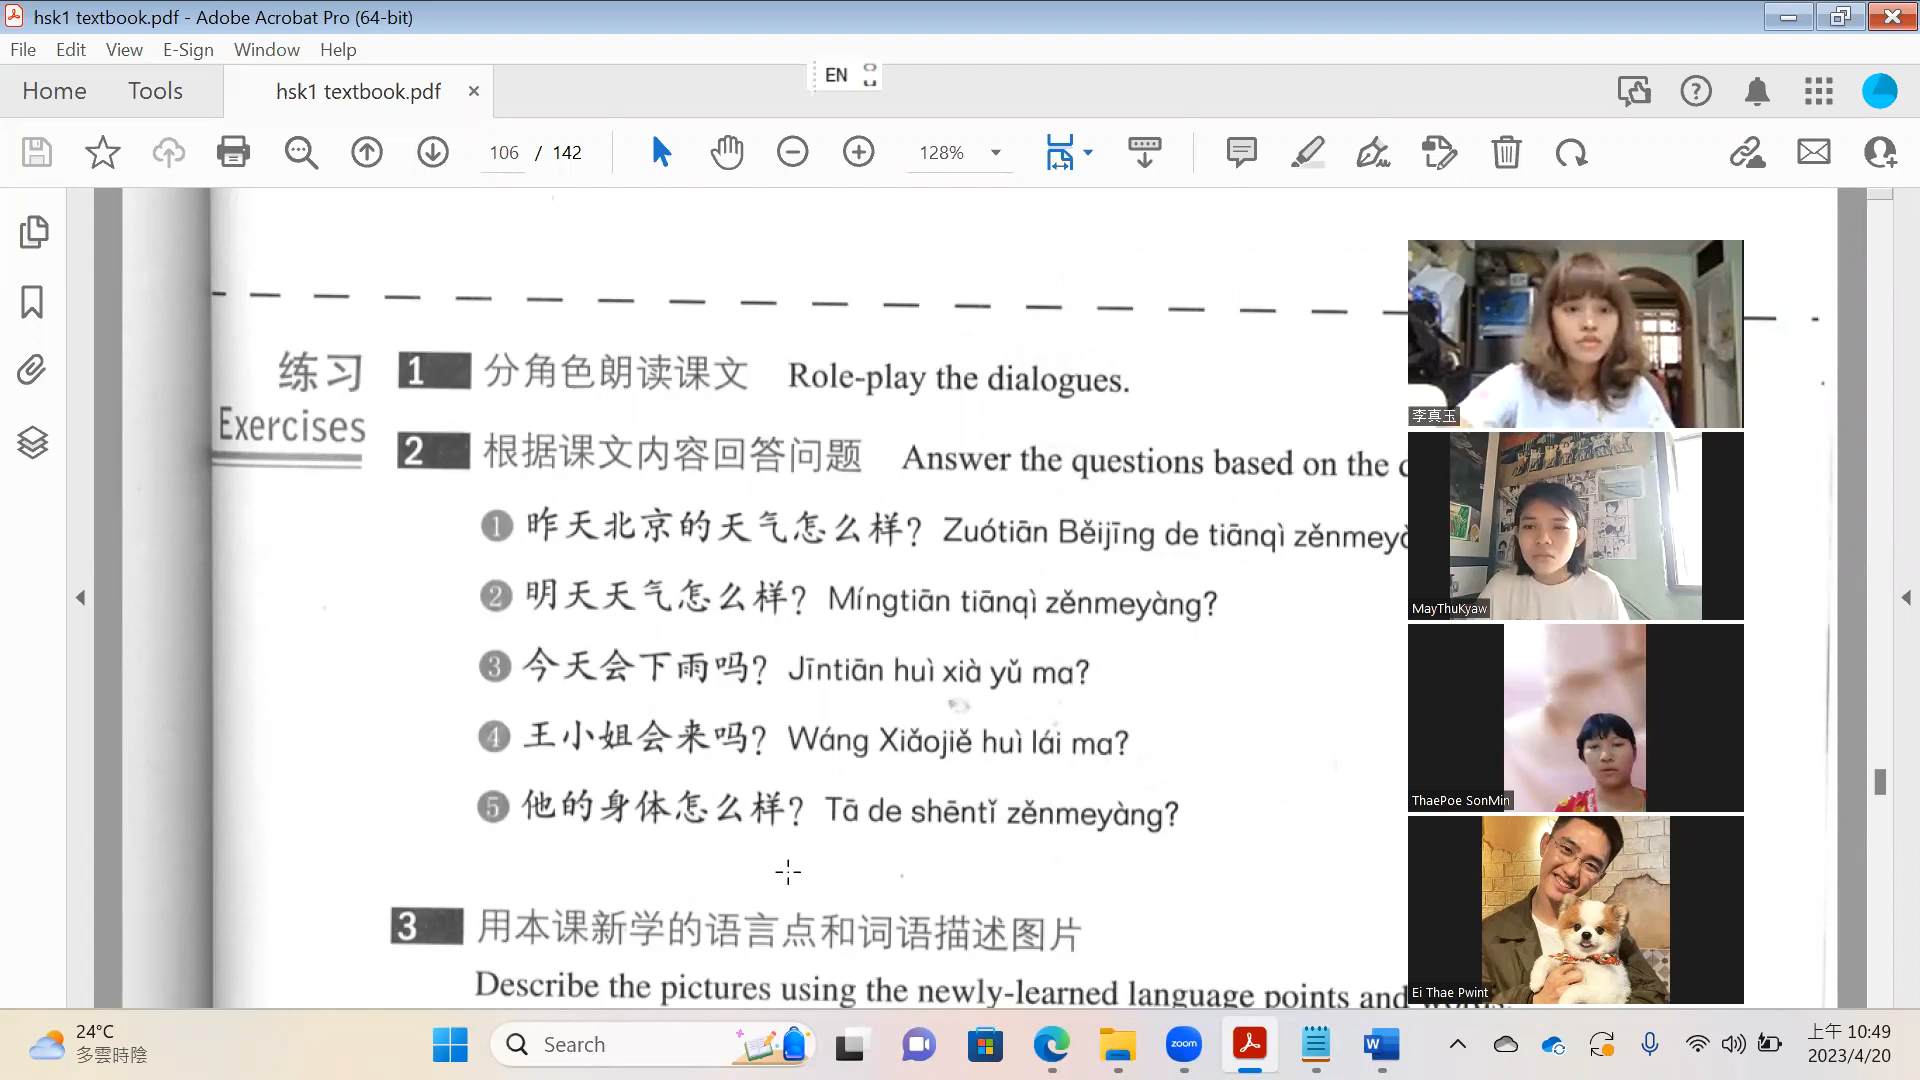 hsk1 textbook.pdf - Adobe Acrobat Pro (64-bit)
File Edit View E-Sign Window Help
EN
Home Tools hsk1 textbook.pdf
106 / 142 128%
练习
Exercises
1 分角色朗读课文 Role-play the dialogues.
2 根据课文内容回答问题 Answer the questions based on the
1 昨天北京的天气怎么样? Zuótiān Běijīng de tiānqì zěnmeyà
2 明天天气怎么样? Míngtiān tiānqì zěnmeyàng?
3 今天会下雨吗? Jīntiān huì xià yǔ ma?
4 王小姐会来吗? Wáng Xiǎojiě huì lái ma?
5 他的身体怎么样? Tā de shēntǐ zěnmeyàng?
3 用本课新学的语言点和词语描述图片
Describe the pictures using the newly-learned language points and words.
李真玉
MayThuKyaw
ThaePoe SonMin
Ei Thae Pwint
24°C
多雲時陰
Search
zoom
上午 10:49
2023/4/20